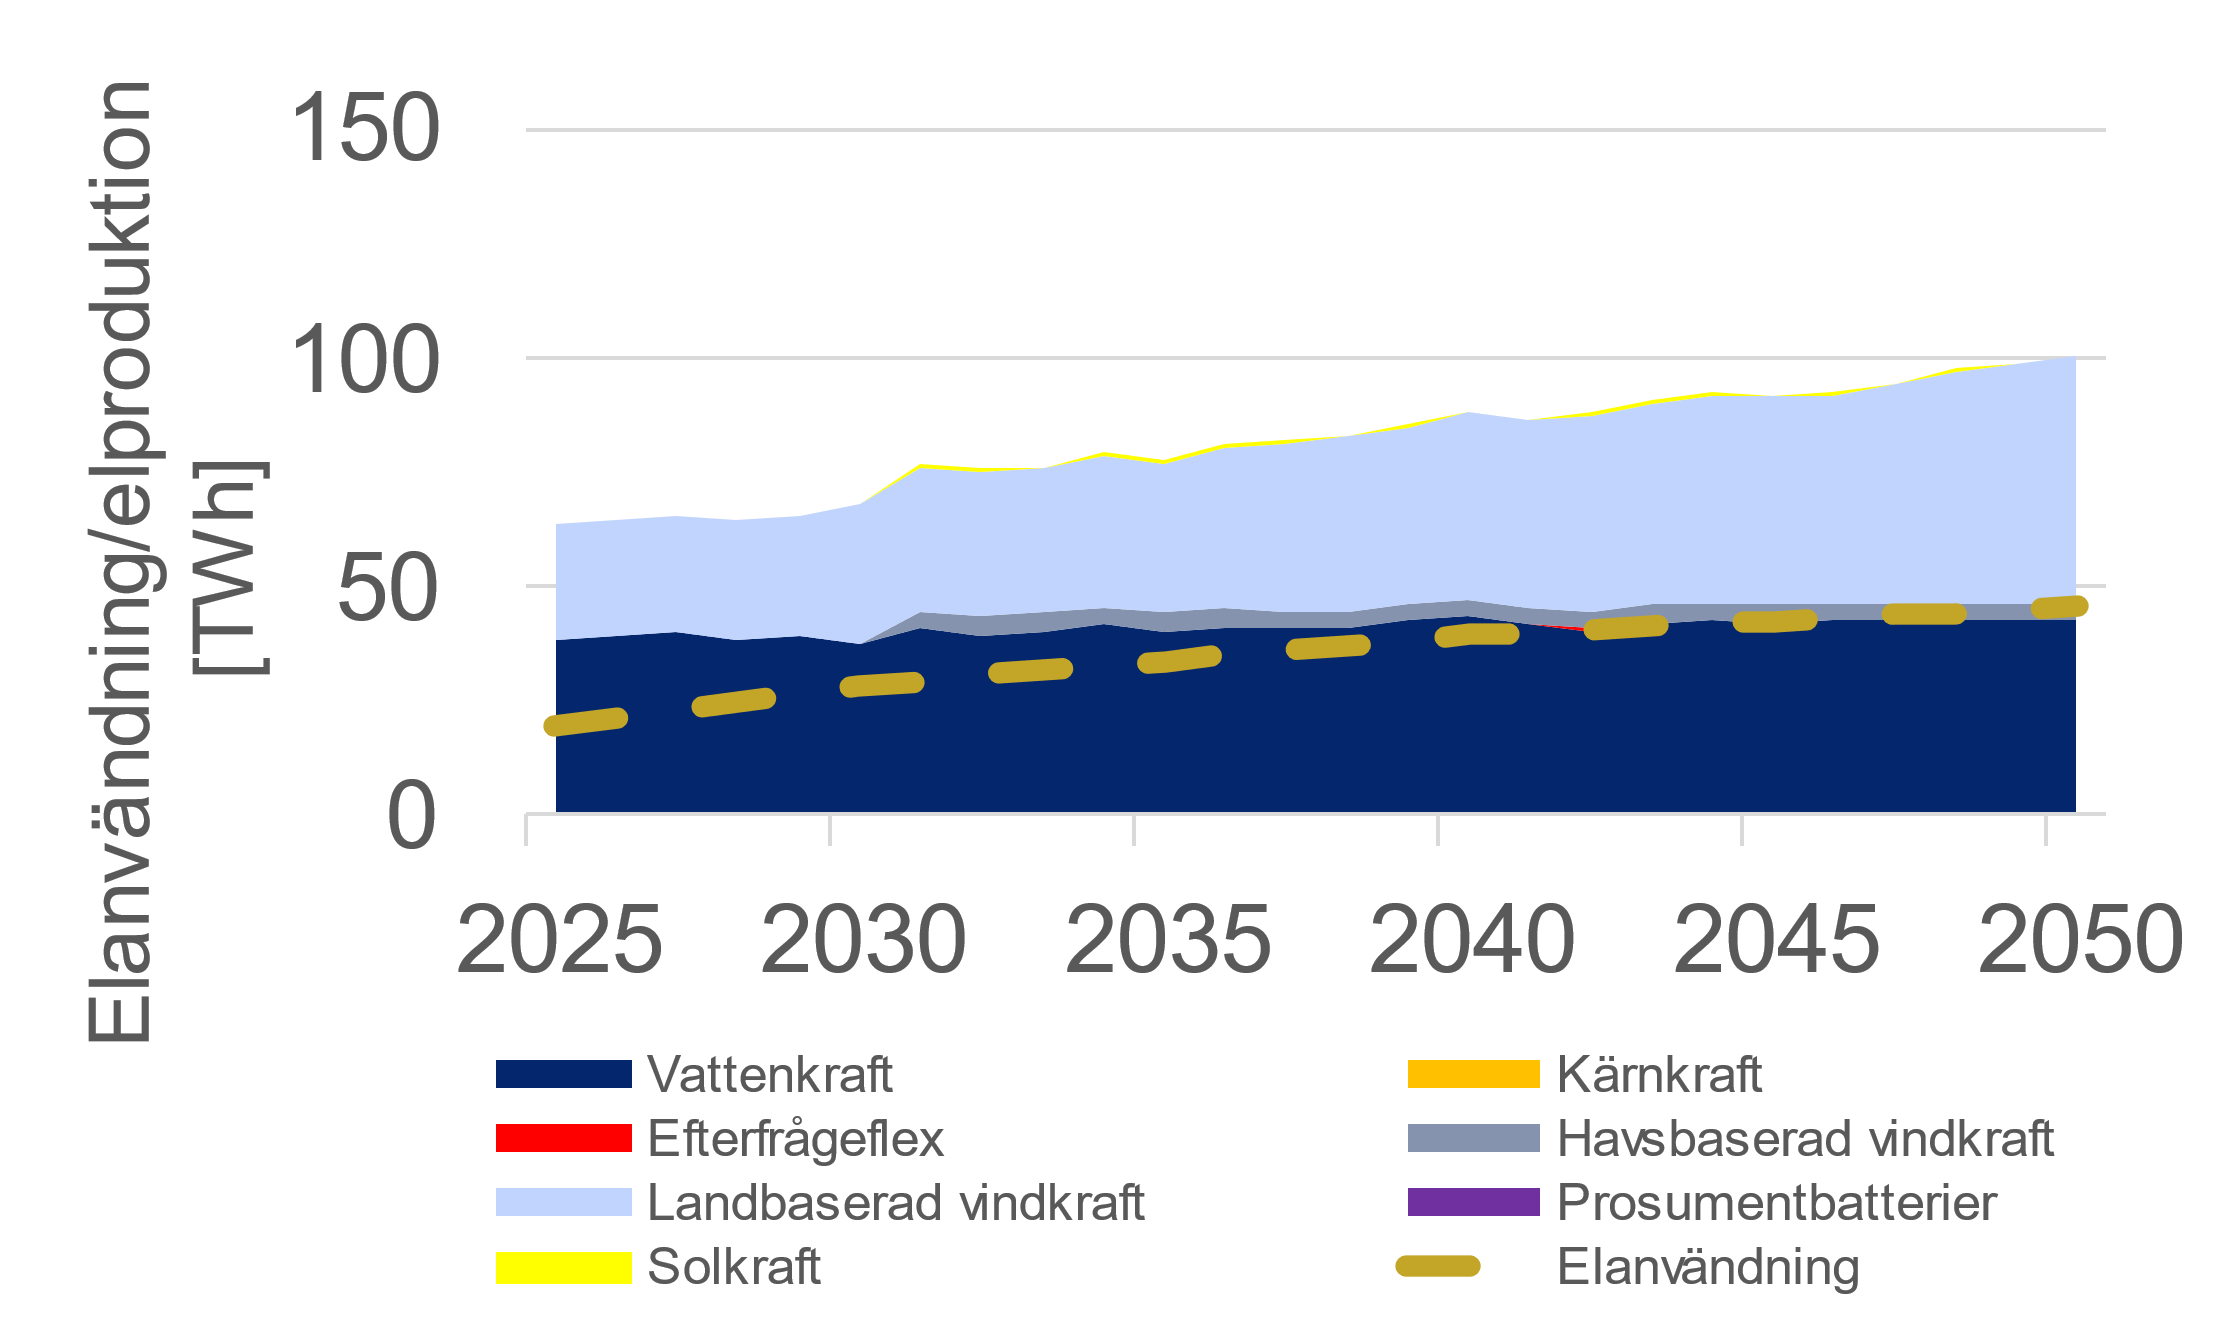 Elanvändning/elproduktion
[TWh]
150
100
50
0
2025 2030 2035 2040 2045 2050
Vattenkraft Kärnkraft
Efterfrågeflex Havsbaserad vindkraft
Landbaserad vindkraft Prosumentbatterier
Solkraft Elanvändning